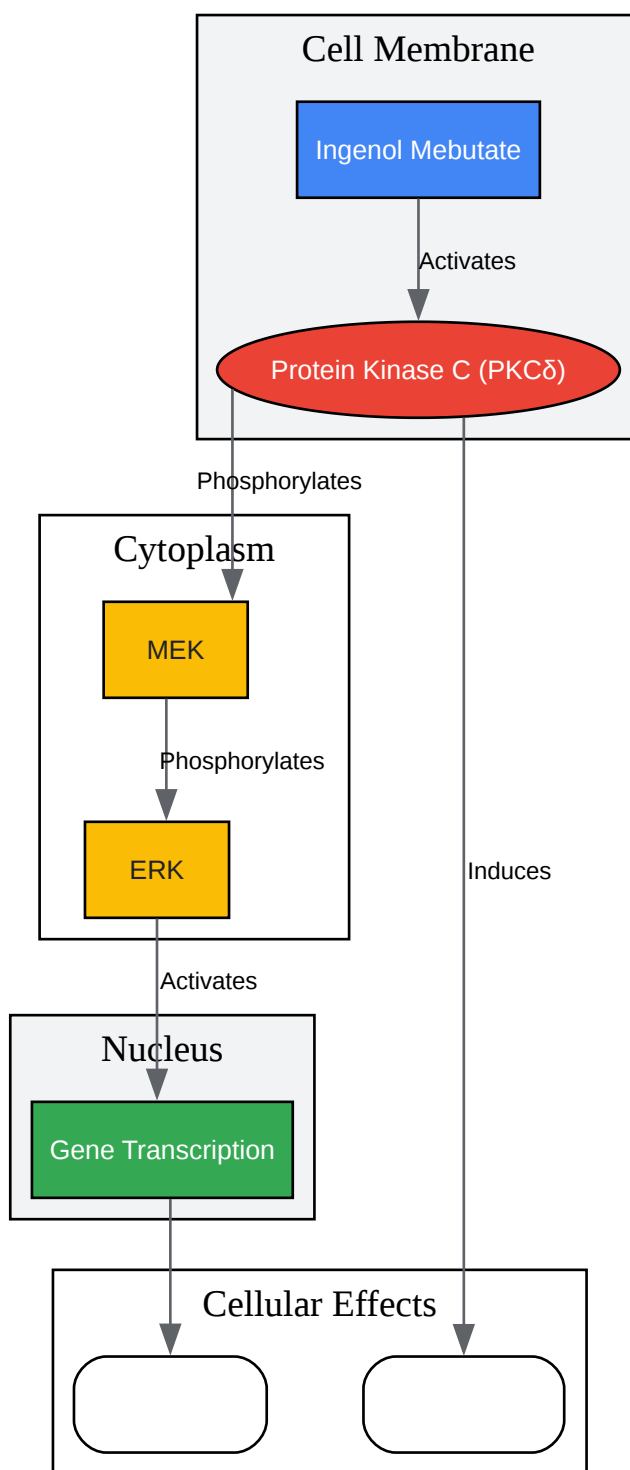 Cell Membrane
Ingenol Mebutate
Activates
Protein Kinase C (PKCδ)
Phosphorylates
Cytoplasm
MEK
Phosphorylates
ERK
Induces
Activates
Nucleus
Gene Transcription
Cellular Effects